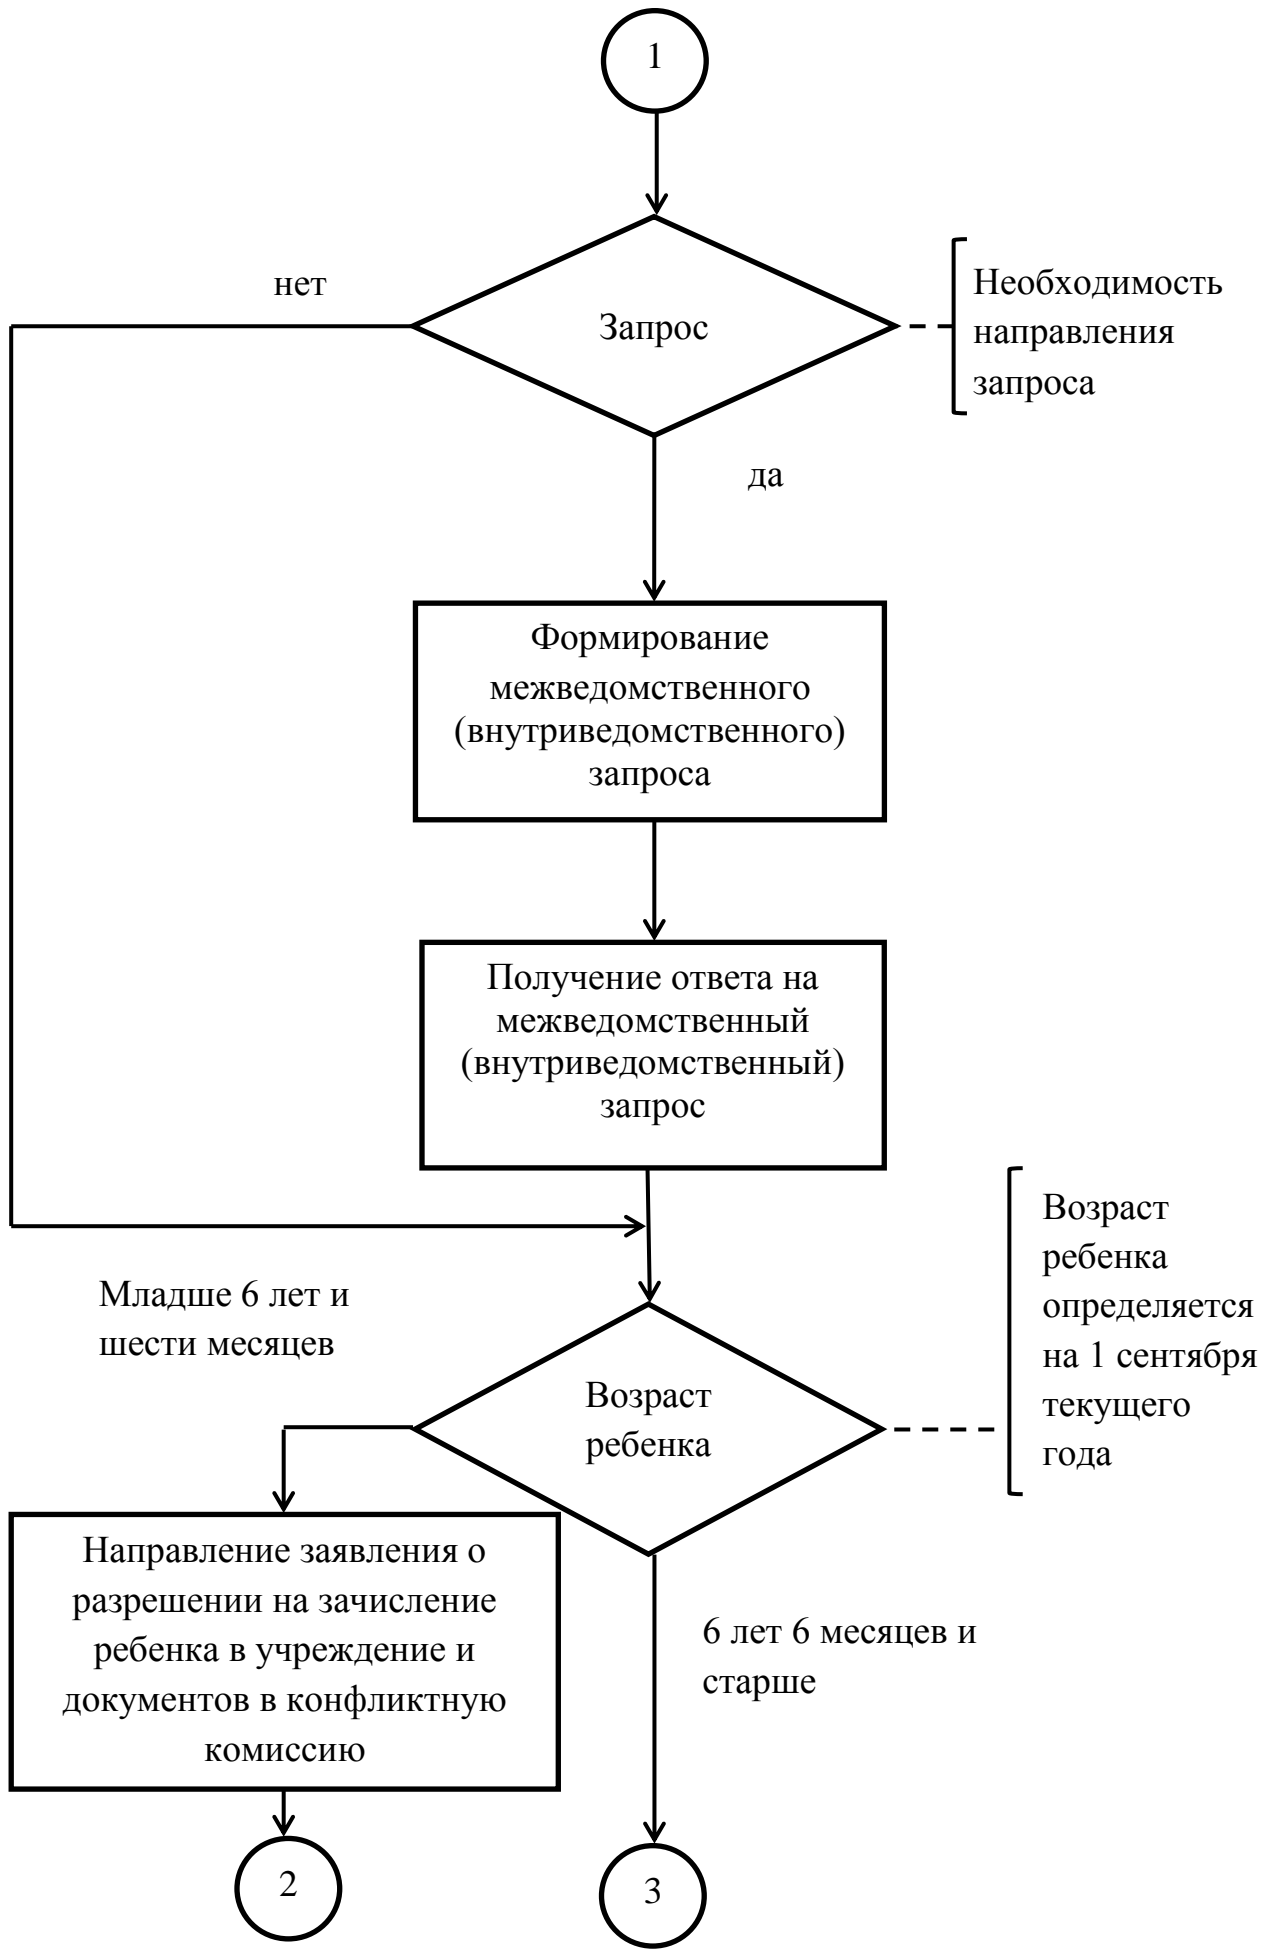 1
нет
Запрос
Необходимость
направления
запроса
да
Формирование
межведомственного
(внутриведомственного)
запроса
Получение ответа на
межведомственный
(внутриведомственный)
запрос
Возраст
ребенка
определяется
на 1 сентября
текущего
года
Младше 6 лет и
шести месяцев
Возраст
ребенка
Направление заявления о
разрешении на зачисление
ребенка в учреждение и
документов в конфликтную
комиссию
6 лет 6 месяцев и
старше
2
3